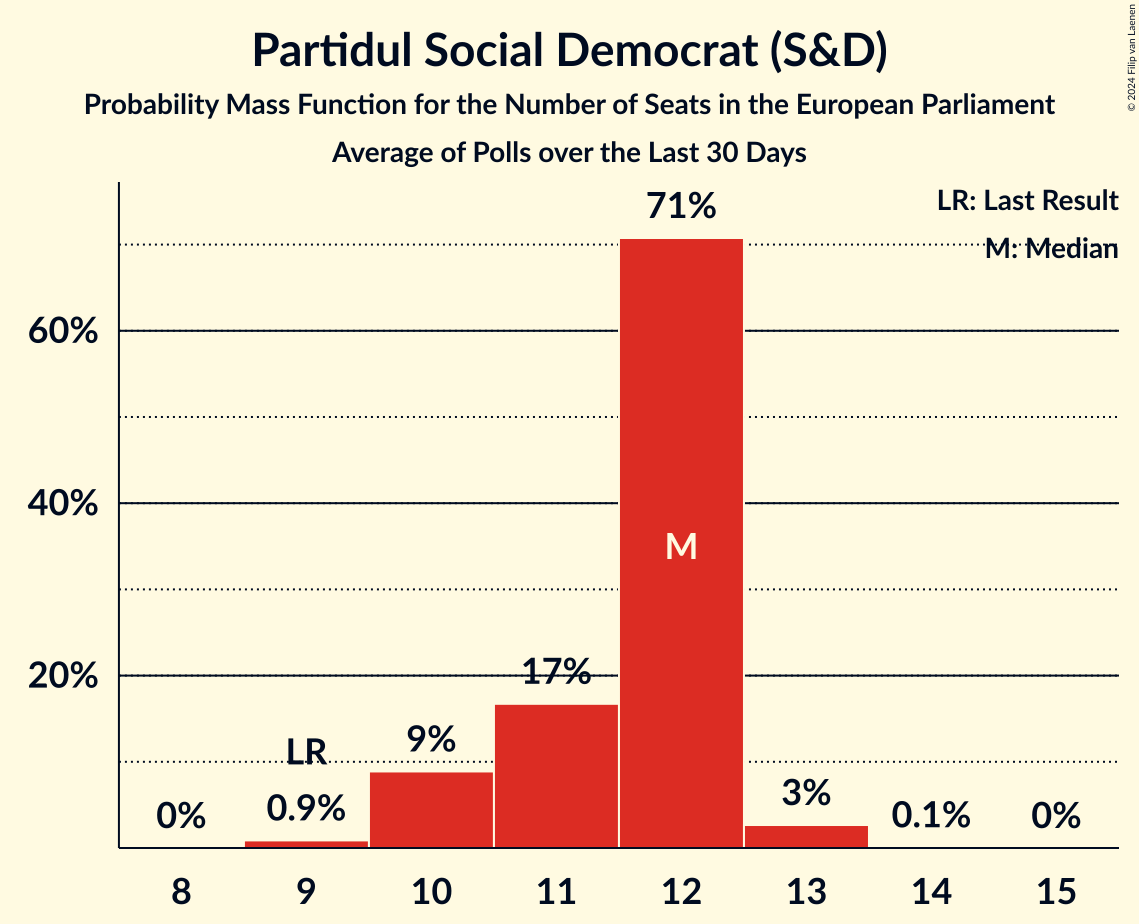 Partidul Social Democrat (S&D)
Probability Mass Function for the Number of Seats in the European Parliament
Average of Polls over the Last 30 Days
© 2024 Filip van Laenen
LR: Last Result
M: Median
71%
60%
40%
M
20%
17%
9%
LR
0%
0.9%
3%
0.1%
0%
8
9
10
11
12
13
14
15